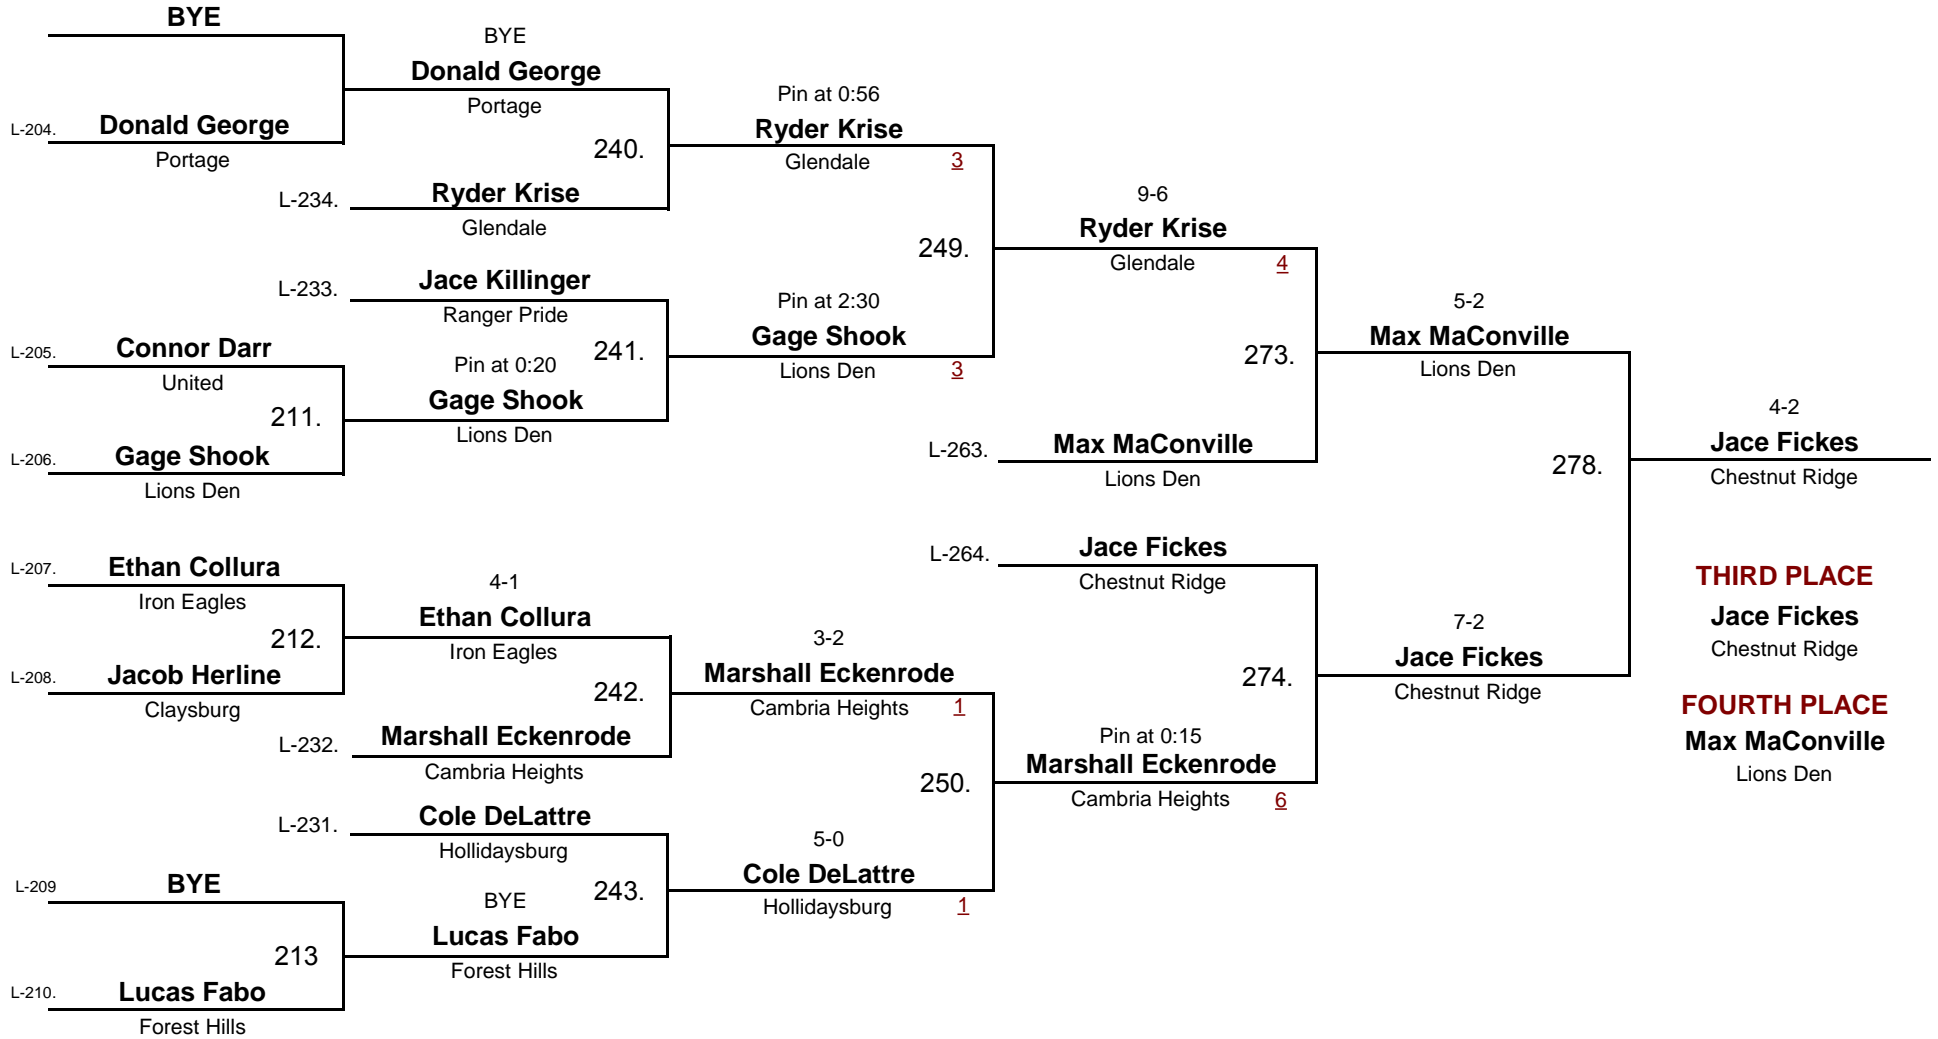 BYE
L-204.
Donald George
Portage
L-205.
Connor Darr
United
211.
L-206.
Gage Shook
Lions Den
L-207.
Ethan Collura
Iron Eagles
212.
L-208.
Jacob Herline
Claysburg
L-209
BYE
213
L-210.
Lucas Fabo
Forest Hills
BYE
Donald George
Portage
240.
L-234.
Ryder Krise
Glendale
L-233.
Jace Killinger
Ranger Pride
241.
Pin at 0:20
Gage Shook
Lions Den
4-1
Ethan Collura
Iron Eagles
242.
L-232.
Marshall Eckenrode
Cambria Heights
L-231.
Cole DeLattre
Hollidaysburg
243.
BYE
Lucas Fabo
Forest Hills
Pin at 0:56
Ryder Krise
Glendale
3
249.
Pin at 2:30
Gage Shook
Lions Den
3
3-2
Marshall Eckenrode
Cambria Heights
1
250.
5-0
Cole DeLattre
Hollidaysburg
1
9-6
Ryder Krise
Glendale
4
273.
L-263.
Max MaConville
Lions Den
L-264.
Jace Fickes
Chestnut Ridge
274.
Pin at 0:15
Marshall Eckenrode
Cambria Heights
6
5-2
Max MaConville
Lions Den
278.
7-2
Jace Fickes
Chestnut Ridge
4-2
Jace Fickes
Chestnut Ridge
THIRD PLACE
Jace Fickes
Chestnut Ridge
FOURTH PLACE
Max MaConville
Lions Den